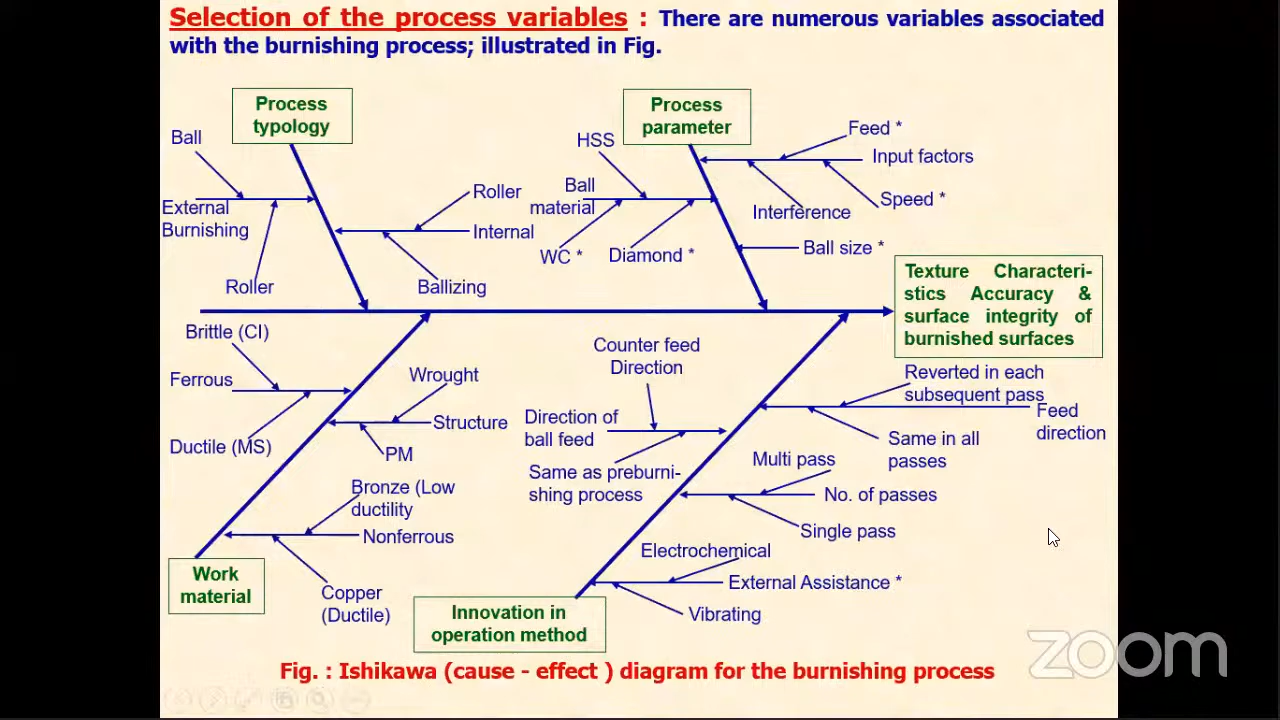 Selection of the process variables : There are numerous variables associated
with the burnishing process; illustrated in Fig.
Process
typology
Process
parameter
Ball
External
Burnishing
Roller
Roller
Internal
Ballizing
HSS
Ball
material
WC *
Diamond *
Feed *
Input factors
Interference
Speed *
Ball size *
Texture Characteri-
stics Accuracy &
surface integrity of
burnished surfaces
Brittle (CI)
Ferrous
Ductile (MS)
Wrought
Structure
PM
Bronze (Low
ductility
Nonferrous
Copper
(Ductile)
Work
material
Counter feed
Direction
Direction of
ball feed
Same as preburni-
shing process
Reverted in each
subsequent pass
Feed
direction
Same in all
passes
Multi pass
No. of passes
Single pass
Electrochemical
External Assistance *
Vibrating
Innovation in
operation method
Fig. : Ishikawa (cause - effect ) diagram for the burnishing process
zoom